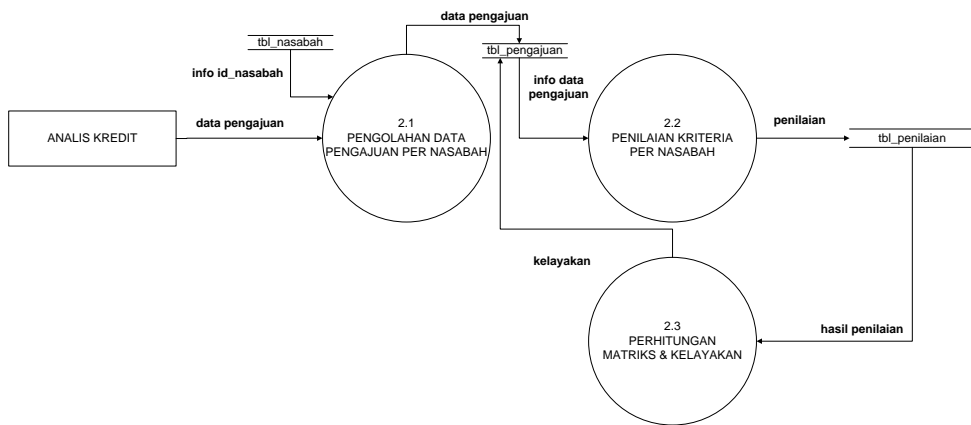 data pengajuan
tbl_nasabah
tbl_pengajuan
info id_nasabah
info data
pengajuan
ANALIS KREDIT
data pengajuan
2.1
PENGOLAHAN DATA
PENGAJUAN PER NASABAH
2.2
PENILAIAN KRITERIA
PER NASABAH
penilaian
tbl_penilaian
kelayakan
2.3
PERHITUNGAN
MATRIKS & KELAYAKAN
hasil penilaian